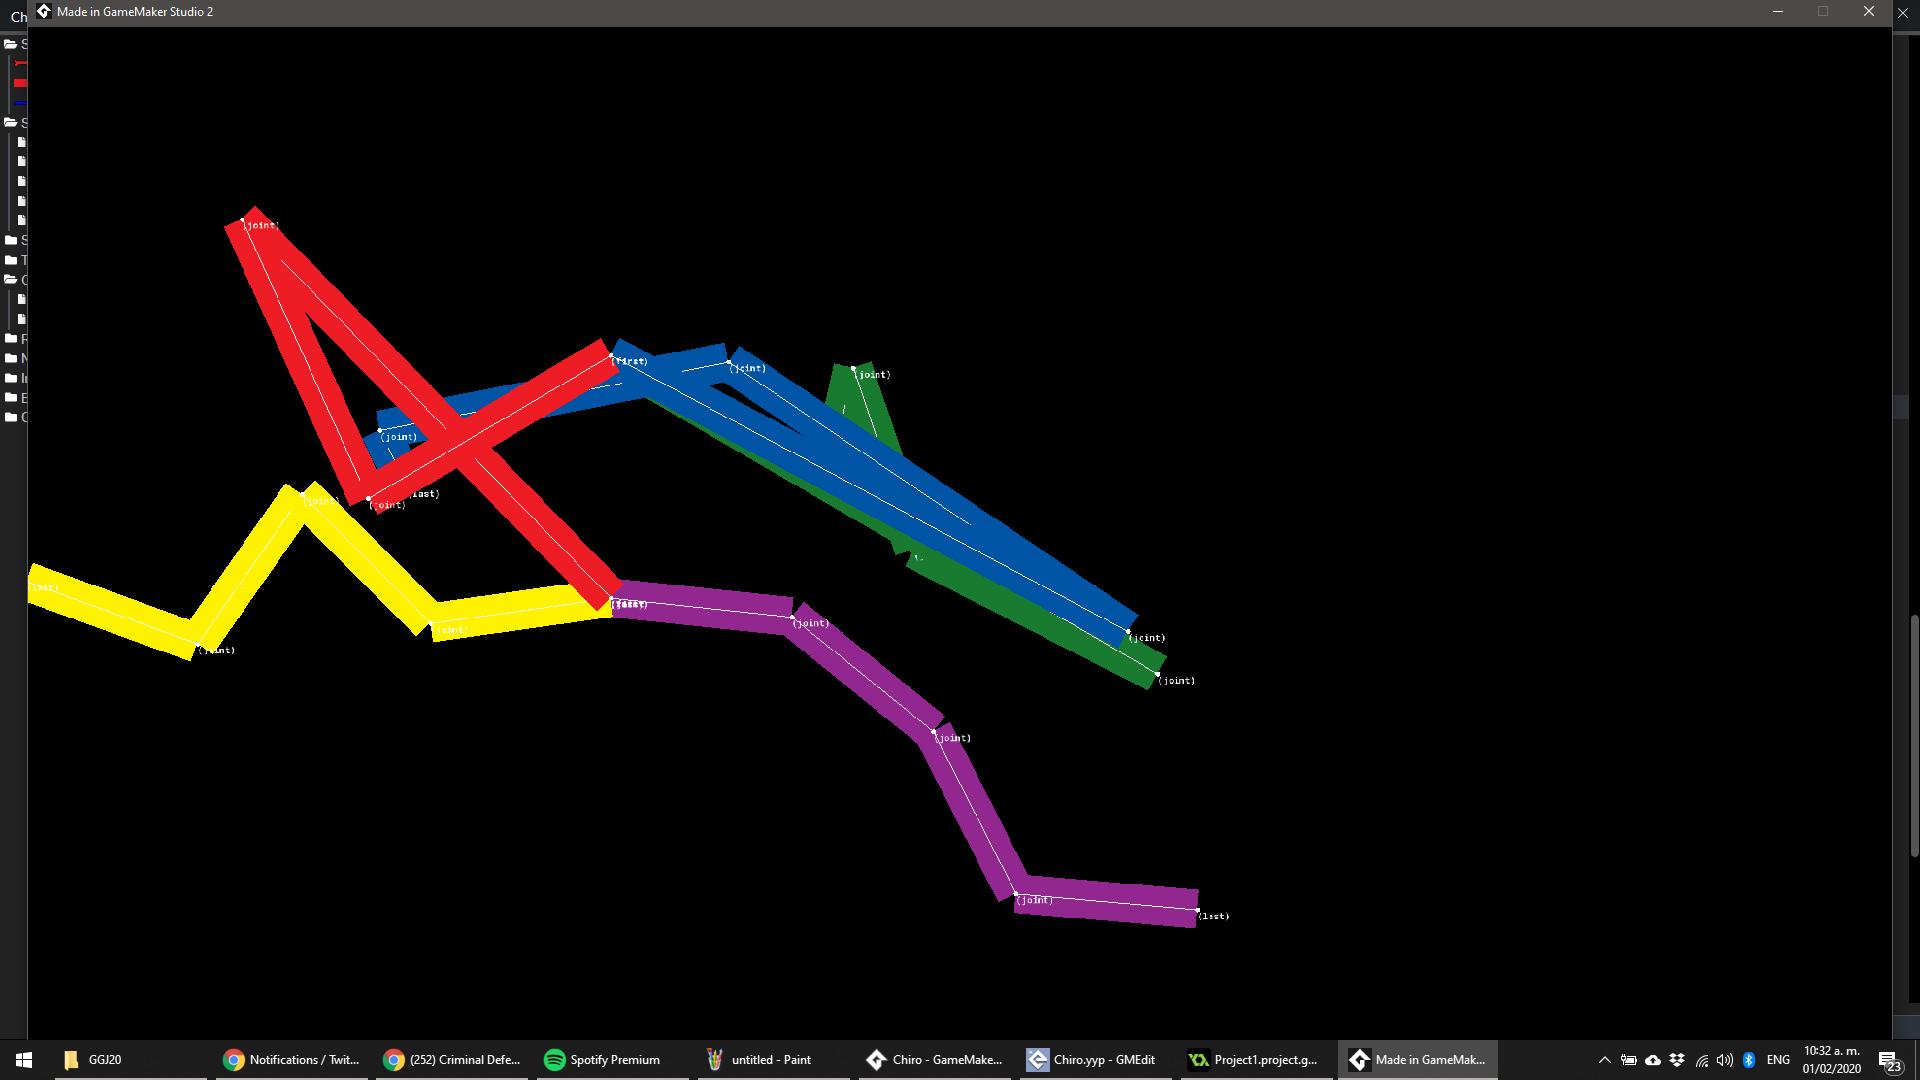 Ch
Made in GameMaker Studio 2
S
S
S
T
R
N
(joint)
(first)
(joint)
(joint)
(joint)
(last)
(joint)
(joint)
(last)
(joint)
(joint)
(joint)
(joint)
(joint)
(joint)
(joint)
(joint)
(last)
GGJ20
Notifications / Twit...
(252) Criminal Defe...
Spotify Premium
untitled - Paint
Chiro - GameMake...
Chiro.yyp - GMEdit
Project1.project.g...
Made in GameMak...
ENG
10:32 a. m.
01/02/2020
23